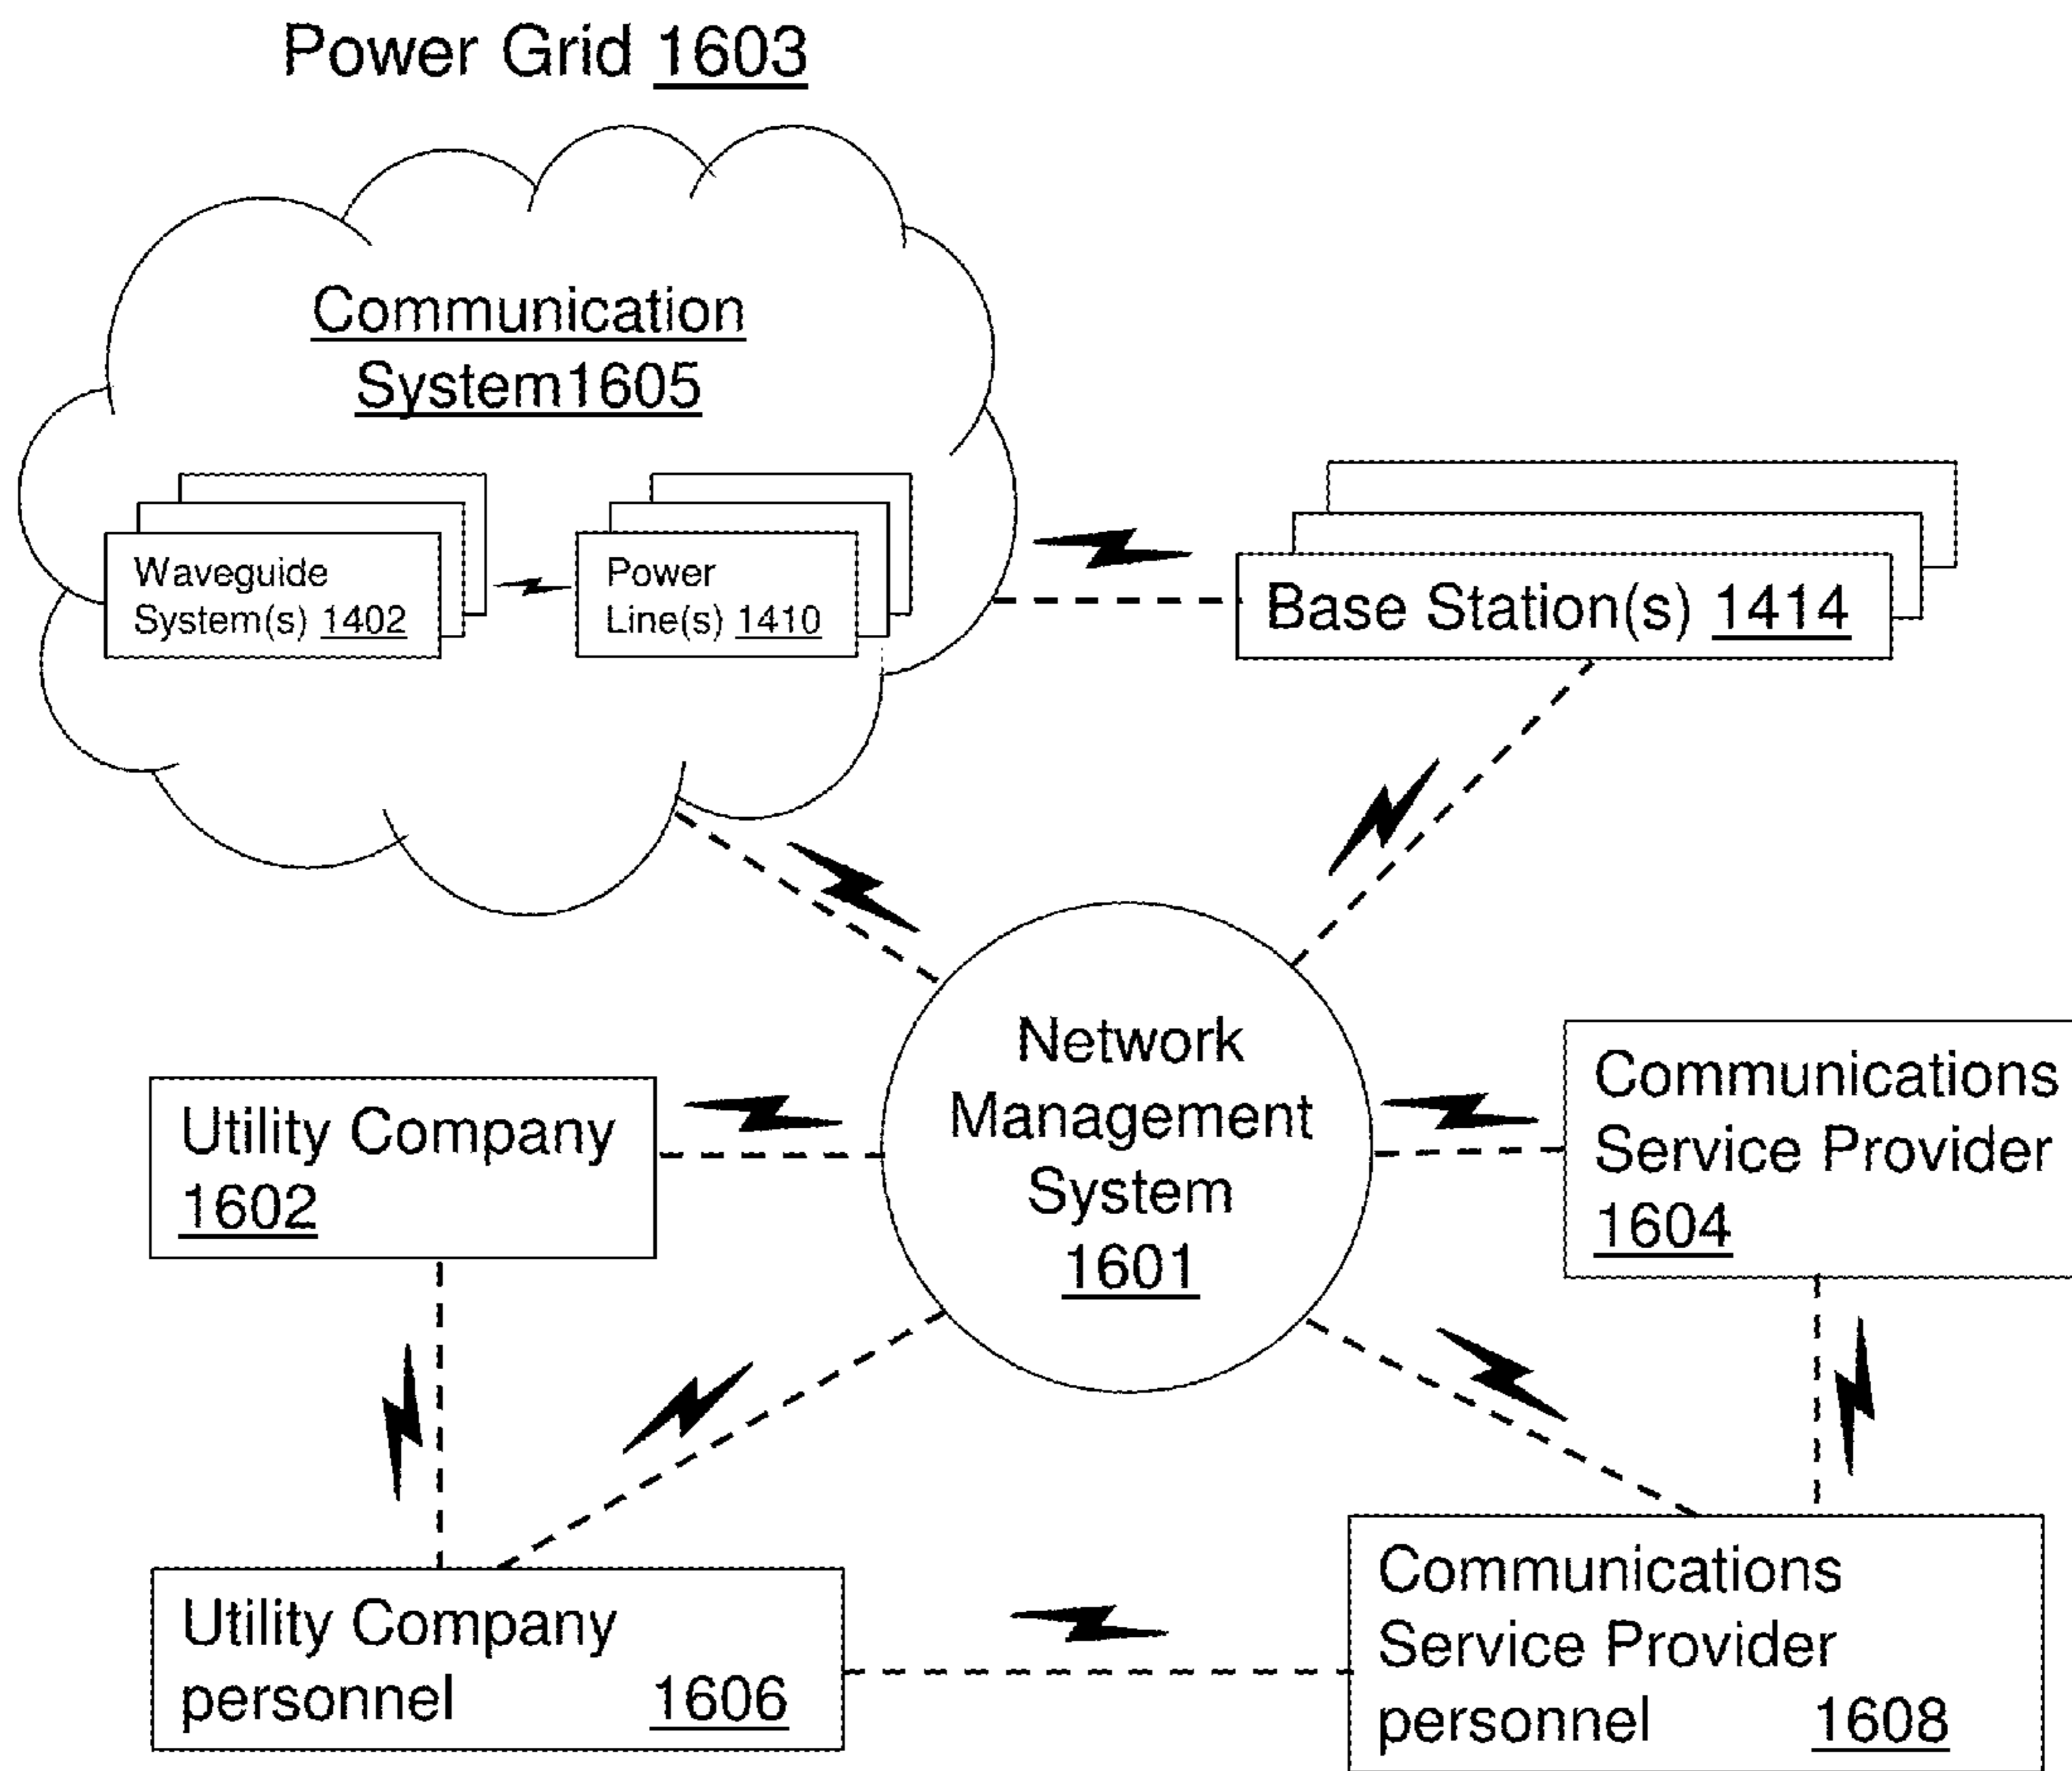 Power Grid 1603
Communication
System1605
Waveguide
System(s) 1402
Power
Line(s) 1410
Base Station(s) 1414
Network
Management
System
1601
Utility Company
1602
Communications
Service Provider
1604
Utility Company
personnel 1606
Communications
Service Provider
personnel 1608